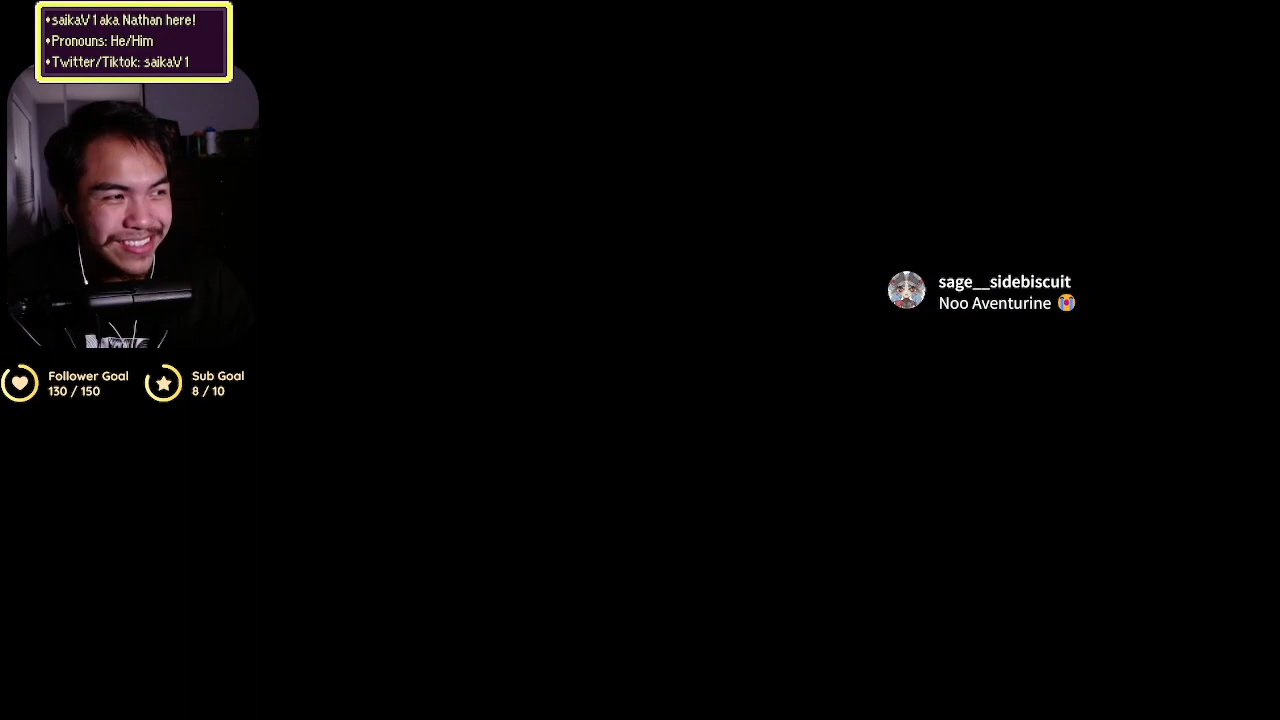 •saikaV1 aka Nathan here!
•Pronouns: He/Him
•Twitter/Tiktok: saikaV1
Follower Goal
130 / 150
Sub Goal
8 / 10
sage__sidebiscuit
Noo Aventurine 😭